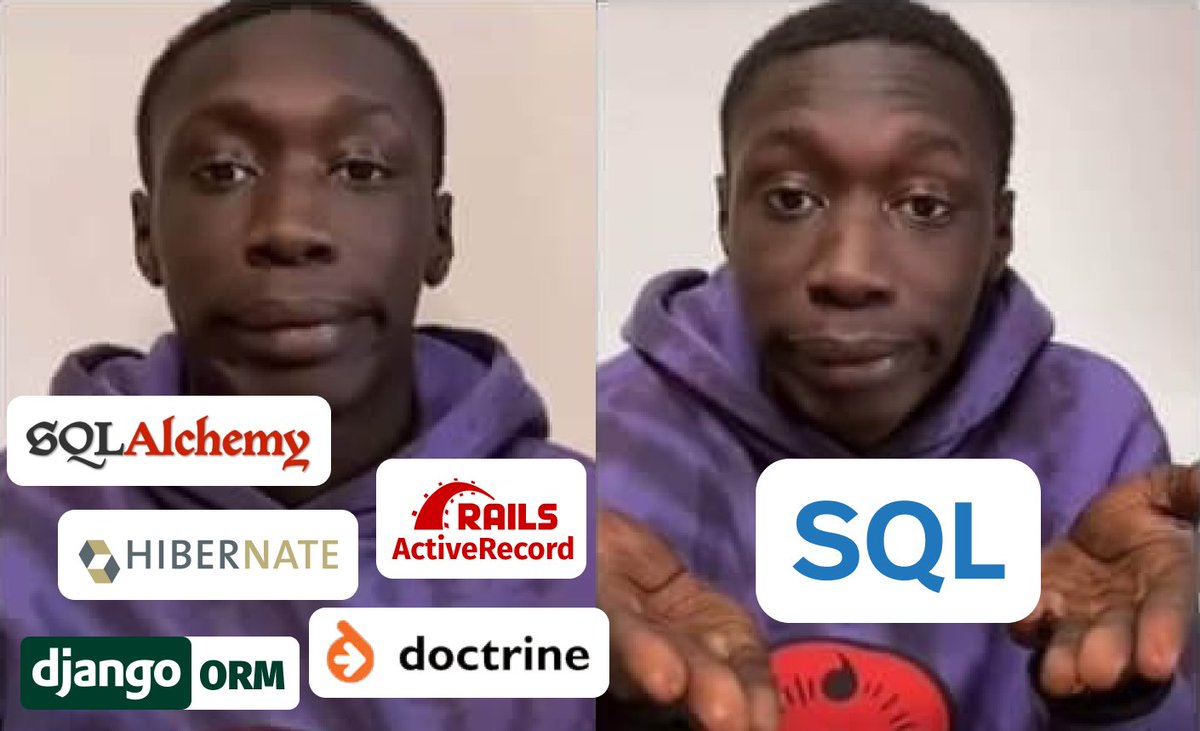 SQLAlchemy
RAILS
ActiveRecord
HIBERNATE
doctrine
django ORM
SQL